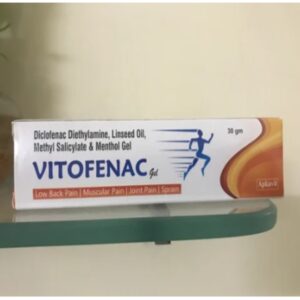 Diclofenac Diethylamine, Linseed Oil,
Methyl Salicylate & Menthol Gel
30 gm
VITOFENAC Gel
Low Back Pain | Muscular Pain | Joint Pain | Sprain